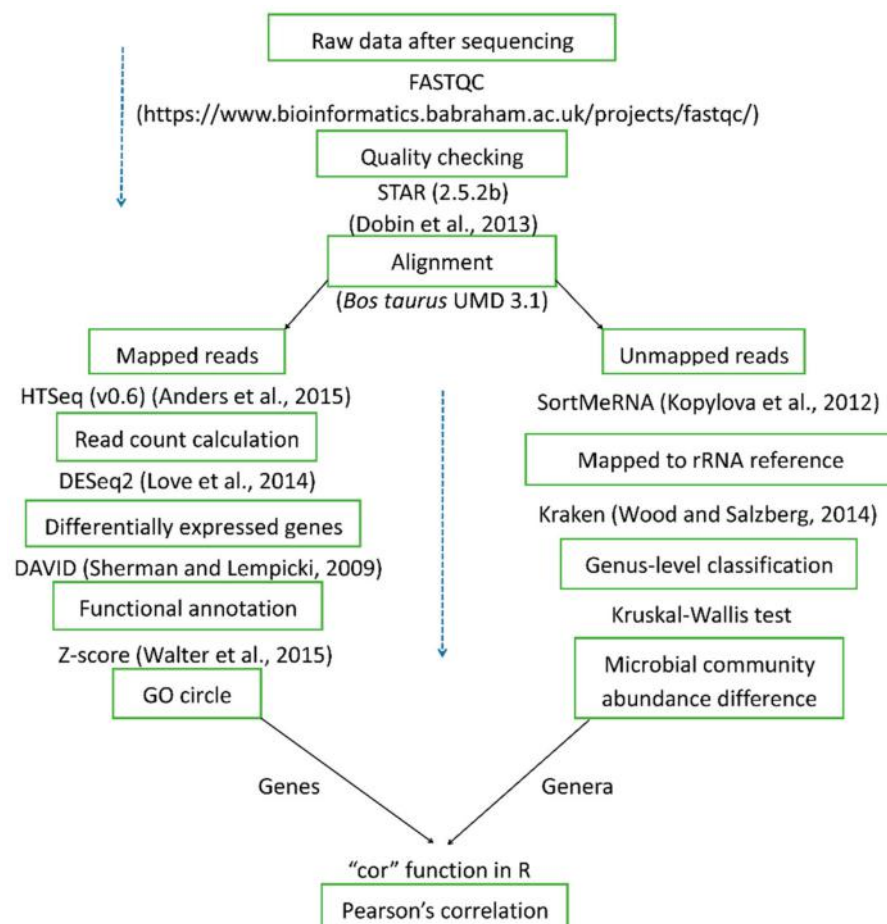 Raw data after sequencing
FASTQC
(https://www.bioinformatics.babraham.ac.uk/projects/fastqc/)
Quality checking
STAR (2.5.2b)
(Dobin et al., 2013)
Alignment
(Bos taurus UMD 3.1)
Mapped reads
HTSeq (v0.6) (Anders et al., 2015)
Read count calculation
DESeq2 (Love et al., 2014)
Differentially expressed genes
DAVID (Sherman and Lempicki, 2009)
Functional annotation
Z-score (Walter et al., 2015)
GO circle
Genes
Unmapped reads
SortMeRNA (Kopylova et al., 2012)
Mapped to rRNA reference
Kraken (Wood and Salzberg, 2014)
Genus-level classification
Kruskal-Wallis test
Microbial community
abundance difference
Genera
“cor” function in R
Pearson’s correlation